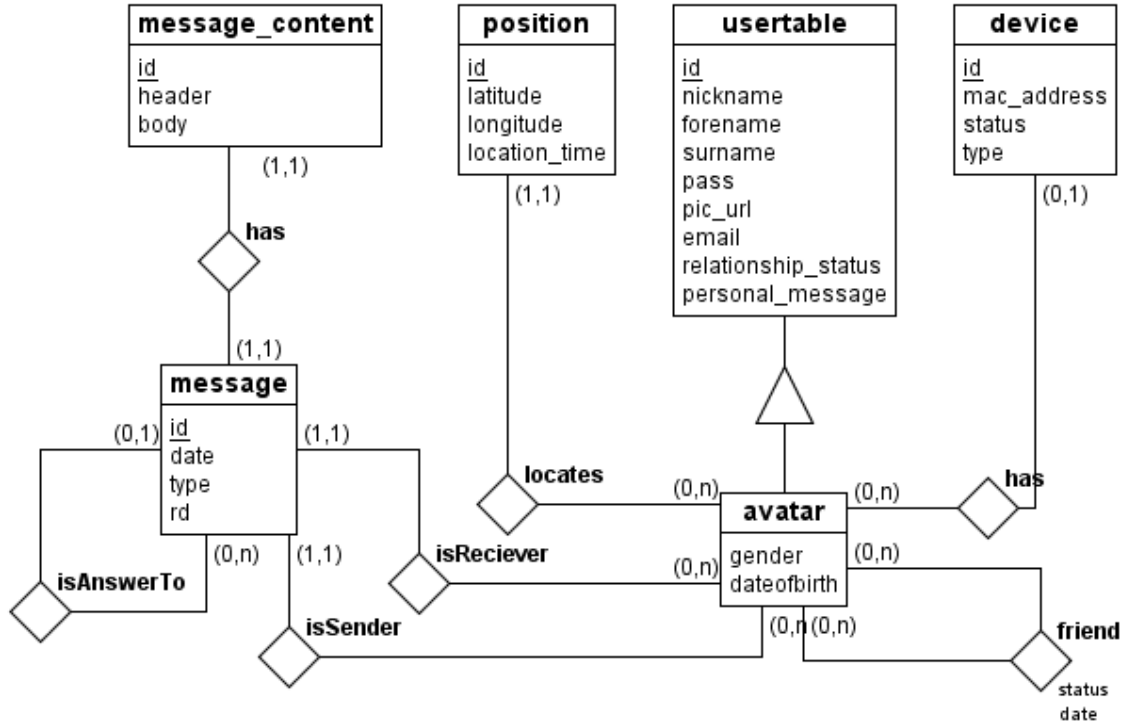 message_content
id
header
body
(1,1)
has
(1,1)
position
id
latitude
longitude
location_time
(1,1)
locates
(0,n)
usertable
id
nickname
forename
surname
pass
pic_url
email
relationship_status
personal_message
device
id
mac_address
status
type
(0,1)
has
(0,n)
message
id
date
type
rd
(0,1)
(1,1)
(0,n)
(1,1)
isAnswerTo
isReciever
(0,n)
isSender
(0,n
avatar
gender
dateofbirth
(0,n)
(0,n)
friend
status
date